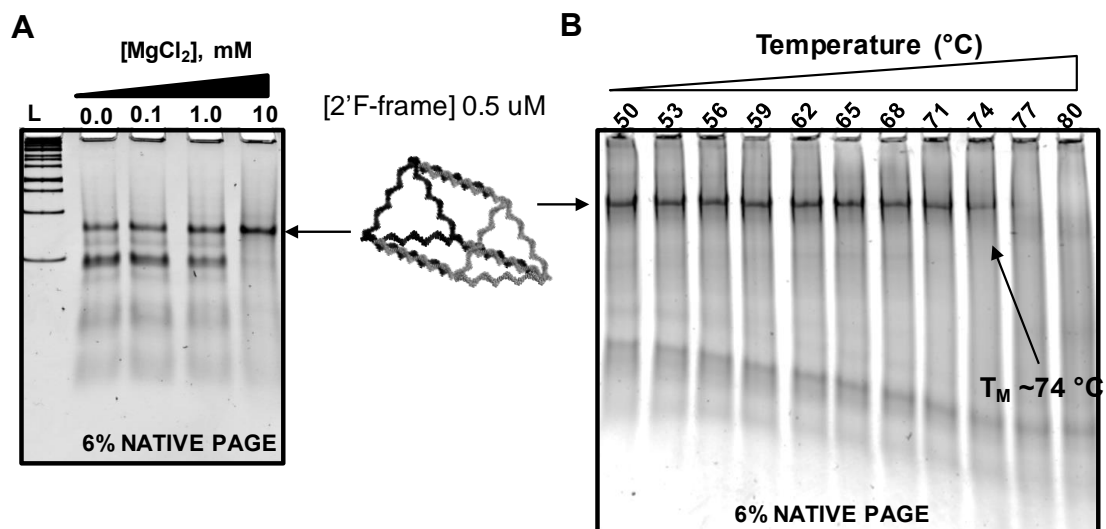 A
[MgCl₂], mM
L 0.0 0.1 1.0 10
6% NATIVE PAGE
[2'F-frame] 0.5 uM
B
Temperature (°C)
50 53 56 59 62 65 68 71 74 77 80
T_M ~74 °C
6% NATIVE PAGE